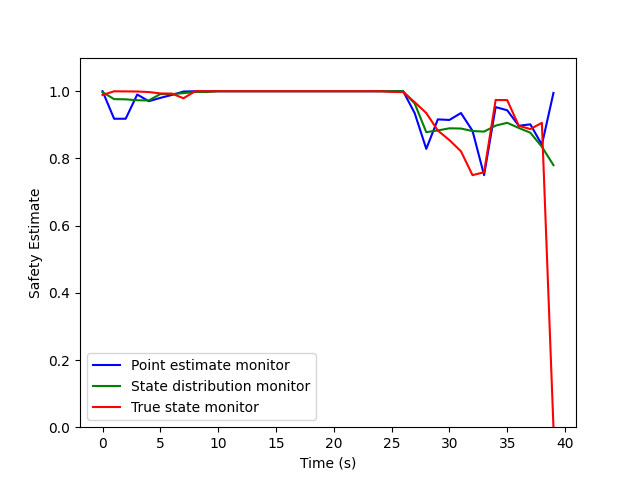 1.0
0.8
0.6
0.4
0.2
0.0
Safety Estimate
Point estimate monitor
State distribution monitor
True state monitor
0 5 10 15 20 25 30 35 40
Time (s)